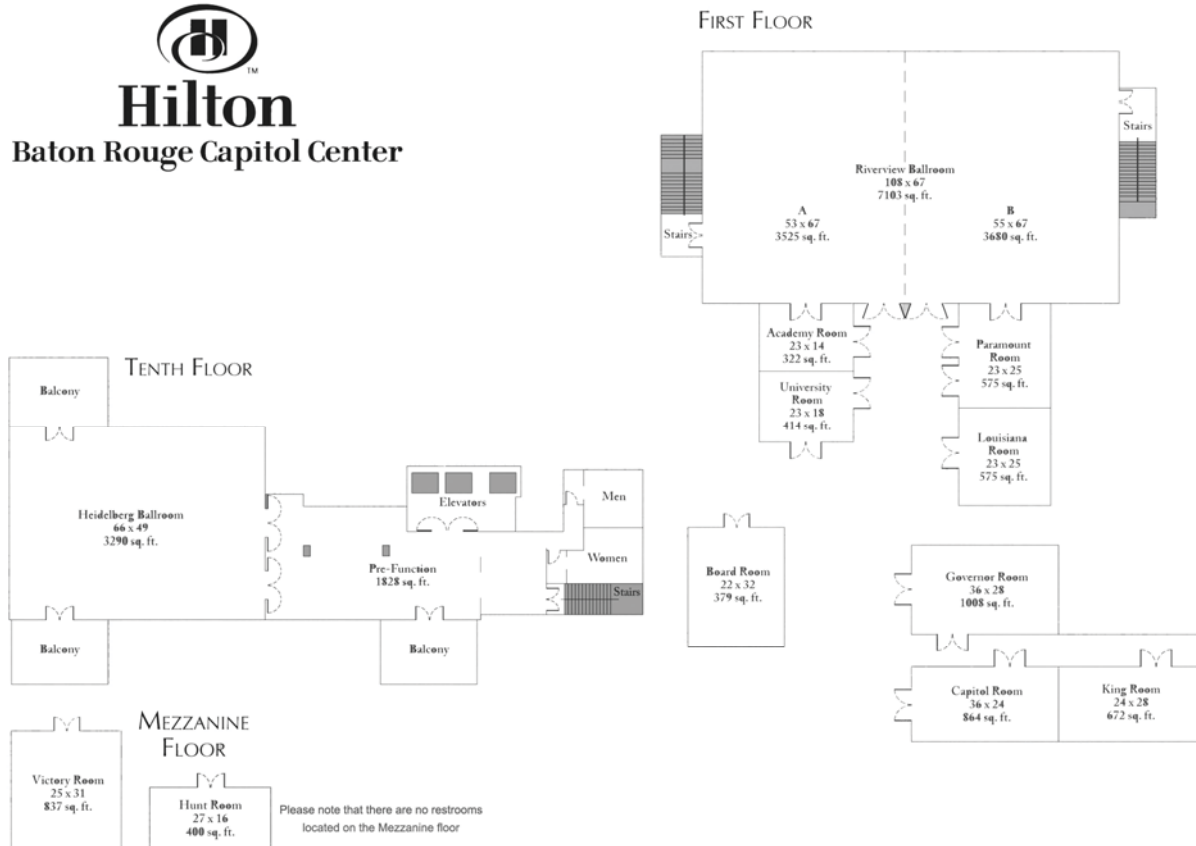 H
TM
Hilton
Baton Rouge Capitol Center
FIRST FLOOR
Stairs
Riverview Ballroom
108 x 67
7103 sq. ft.
A
53 x 67
3525 sq. ft.
B
55 x 67
3680 sq. ft.
Stairs
Academy Room
23 x 14
322 sq. ft.
University
Room
23 x 18
414 sq. ft.
Paramount
Room
23 x 25
575 sq. ft.
Louisiana
Room
23 x 25
575 sq. ft.
Board Room
22 x 32
379 sq. ft.
Governor Room
36 x 28
1008 sq. ft.
Capitol Room
36 x 24
864 sq. ft.
King Room
24 x 28
672 sq. ft.
TENTH FLOOR
Balcony
Heidelberg Ballroom
66 x 49
3290 sq. ft.
Elevators
Men
Women
Stairs
Pre-Function
1828 sq. ft.
Balcony
Balcony
MEZZANINE
FLOOR
Victory Room
25 x 31
837 sq. ft.
Hunt Room
27 x 16
400 sq. ft.
Please note that there are no restrooms
located on the Mezzanine floor